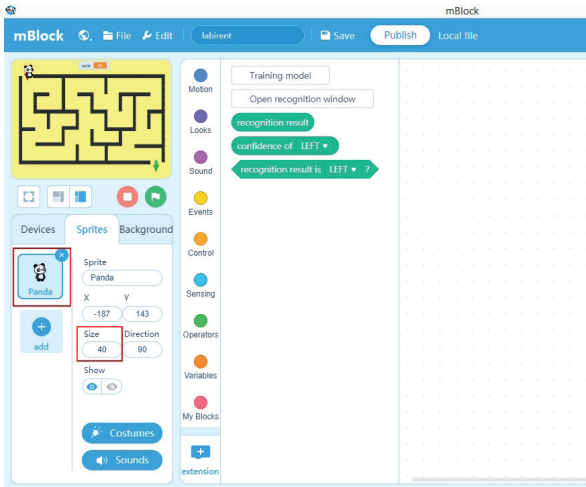 mBlock
mBlock File Edit labirent Save Publish Local file
Motion
Looks
Sound
Events
Control
Sensing
Operators
Variables
My Blocks
extension
Training model
Open recognition window
recognition result
confidence of LEFT
recognition result is LEFT ?
Devices Sprites Background
Panda
add
Sprite
Panda
X Y
-187 143
Size Direction
40 90
Show
Costumes
Sounds